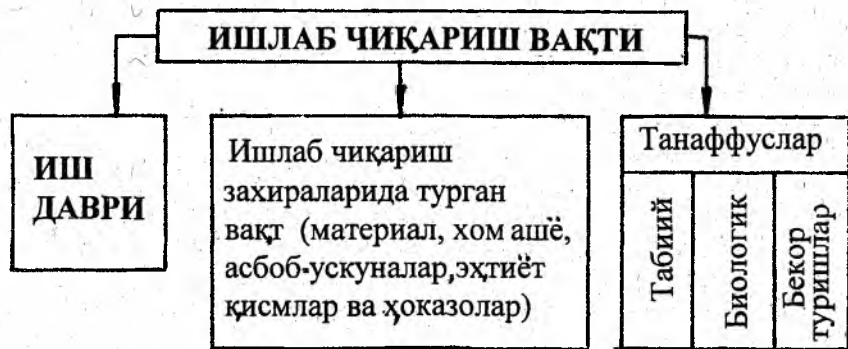 ИШЛАБ ЧИҚАРИШ ВАҚТИ
ИШ
ДАВРИ
Ишлаб чиқариш
захираларида турган
вақт (материал, хом ашё,
асбоб-ускуналар,эҳтиёт
қисмлар ва ҳоказолар)
Танаффуслар
Табиий
Биологик
Бекор
туришлар